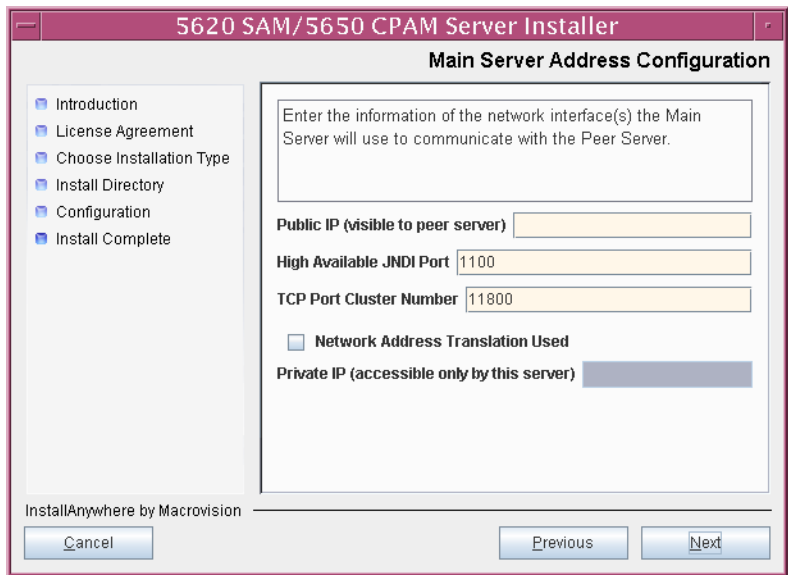 5620 SAM/5650 CPAM Server Installer
Main Server Address Configuration
Introduction
License Agreement
Choose Installation Type
Install Directory
Configuration
Install Complete
Enter the information of the network interface(s) the Main
Server will use to communicate with the Peer Server.
Public IP (visible to peer server)
High Available JNDI Port 1100
TCP Port Cluster Number 11800
Network Address Translation Used
Private IP (accessible only by this server)
InstallAnywhere by Macrovision
Cancel Previous Next